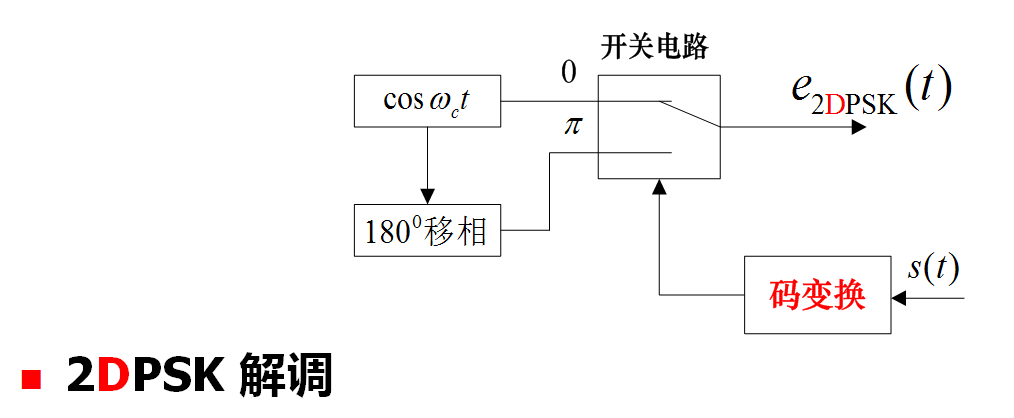 开关电路
0
cos ω_c t
π
e_2DPSK(t)
180⁰移相
s(t)
码变换
■ 2DPSK 解调